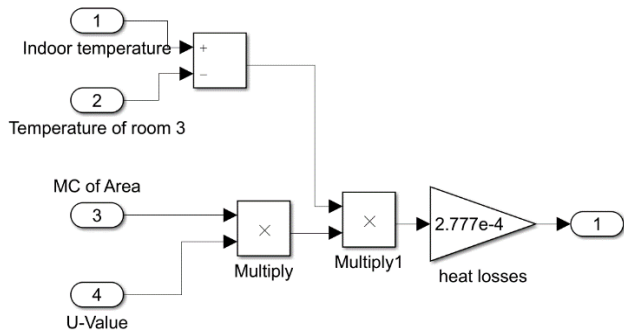 1
Indoor temperature
+
−
2
Temperature of room 3
MC of Area
3
×
Multiply
×
Multiply1
2.777e-4
heat losses
1
4
U-Value